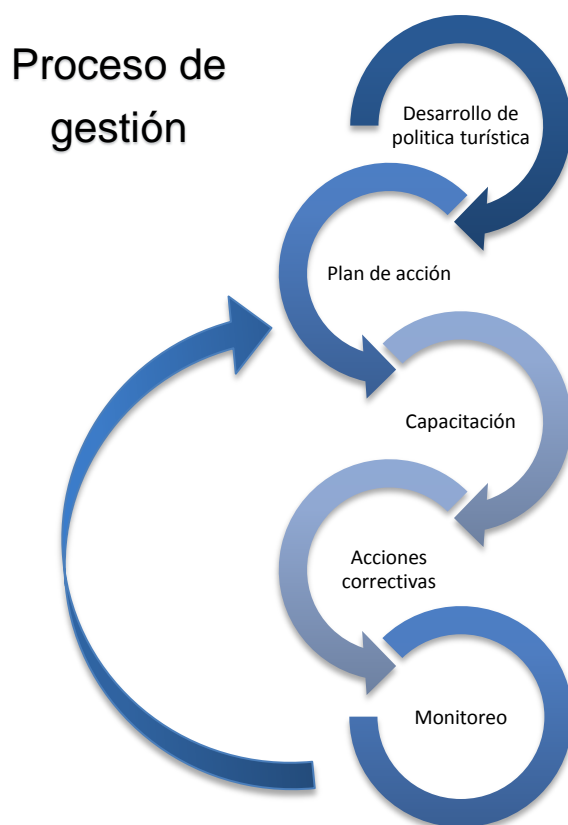 Proceso de
gestión
Desarrollo de
politica turística
Plan de acción
Capacitación
Acciones
correctivas
Monitoreo